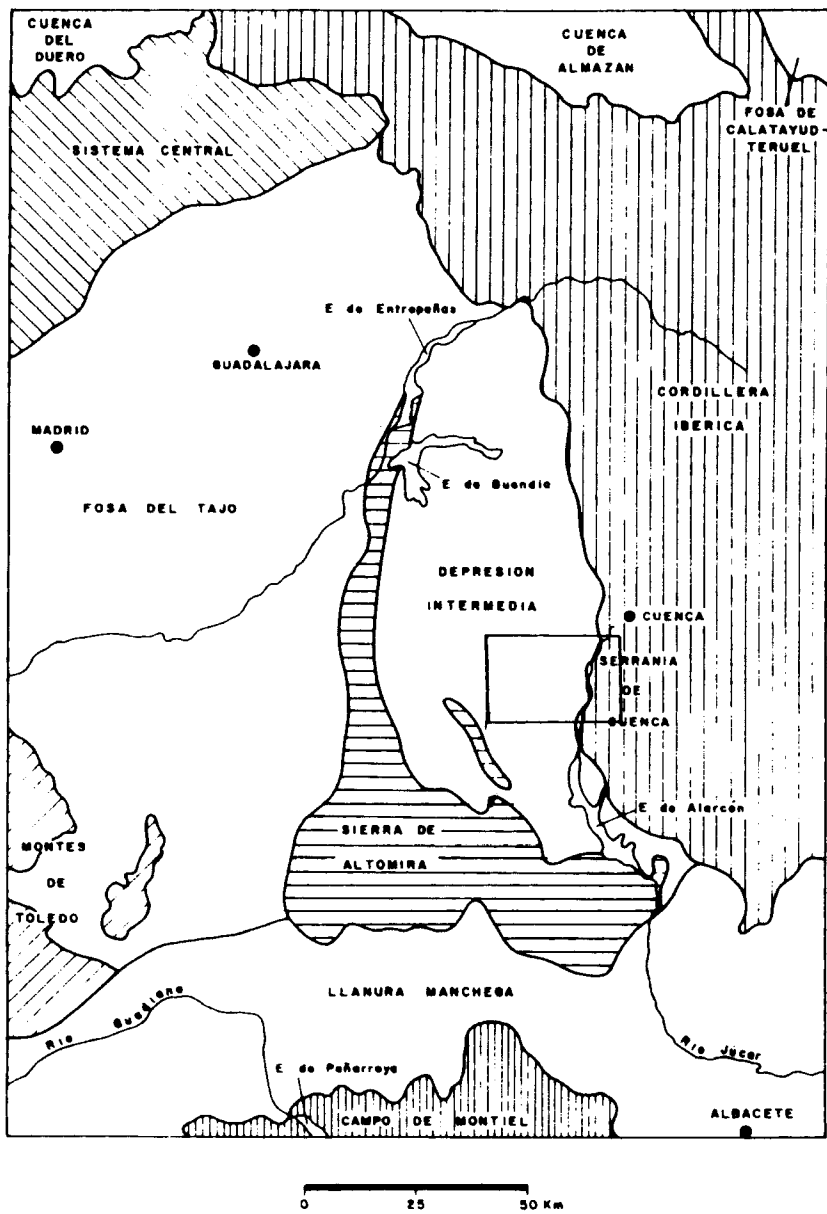 CUENCA
DEL
DUERO
CUENCA
DE
ALMAZAN
FOSA DE
CALATAYUD-
TERUEL
SISTEMA CENTRAL
E de Entrepeñas
GUADALAJARA
CORDILLERA
IBERICA
MADRID
E de Buendia
FOSA DEL TAJO
DEPRESION
INTERMEDIA
CUENCA
SERRANIA
DE
CUENCA
E de Alarcón
SIERRA DE
ALTOMIRA
MONTES
DE
TOLEDO
LLANURA MANCHEGA
Rio Guadiana
Rio Júcar
E de Peñarroya
CAMPO DE MONTIEL
ALBACETE
0 25 50 Km